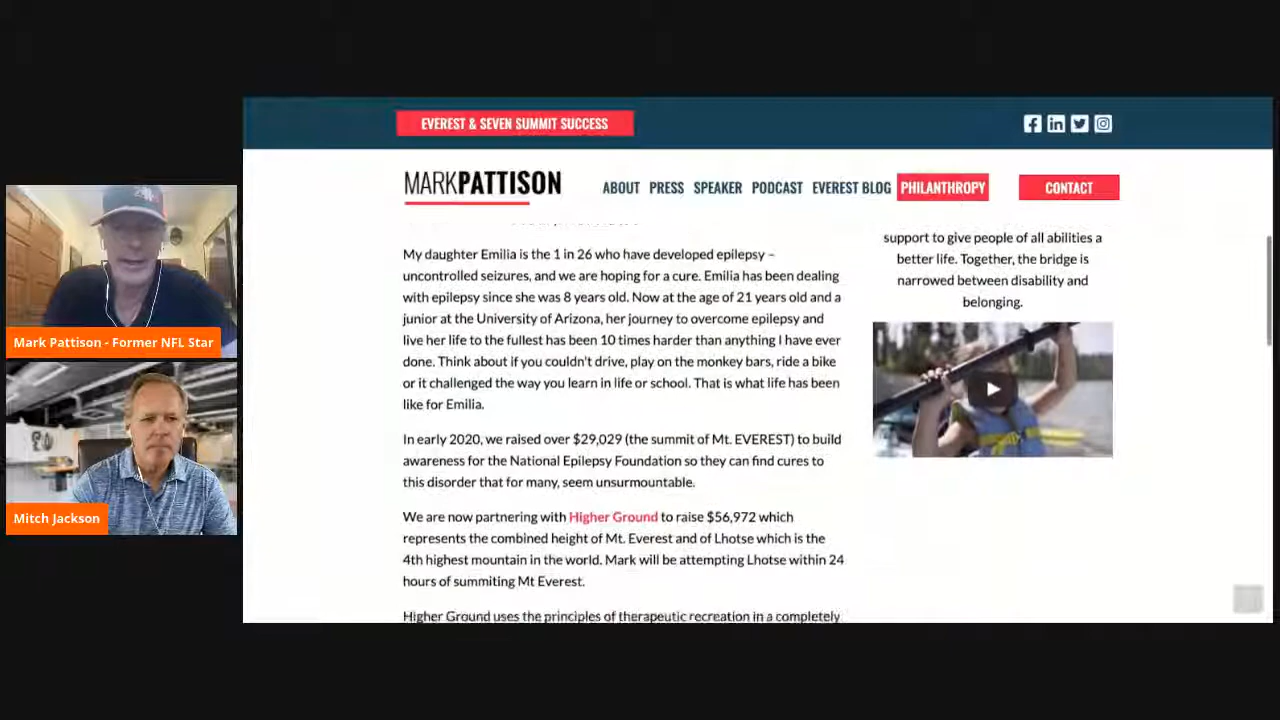 EVEREST & SEVEN SUMMIT SUCCESS
MARKPATTISON
ABOUT PRESS SPEAKER PODCAST EVEREST BLOG PHILANTHROPY CONTACT
My daughter Emilia is the 1 in 26 who have developed epilepsy –
uncontrolled seizures, and we are hoping for a cure. Emilia has been dealing
with epilepsy since she was 8 years old. Now at the age of 21 years old and a
junior at the University of Arizona, her journey to overcome epilepsy and
live her life to the fullest has been 10 times harder than anything I have ever
done. Think about if you couldn't drive, play on the monkey bars, ride a bike
or it challenged the way you learn in life or school. That is what life has been
like for Emilia.
In early 2020, we raised over $29,029 (the summit of Mt. EVEREST) to build
awareness for the National Epilepsy Foundation so they can find cures to
this disorder that for many, seem unsurmountable.
We are now partnering with Higher Ground to raise $56,972 which
represents the combined height of Mt. Everest and of Lhotse which is the
4th highest mountain in the world. Mark will be attempting Lhotse within 24
hours of summiting Mt Everest.
Higher Ground uses the principles of therapeutic recreation in a completely
support to give people of all abilities a
better life. Together, the bridge is
narrowed between disability and
belonging.
Mark Pattison - Former NFL Star
Mitch Jackson